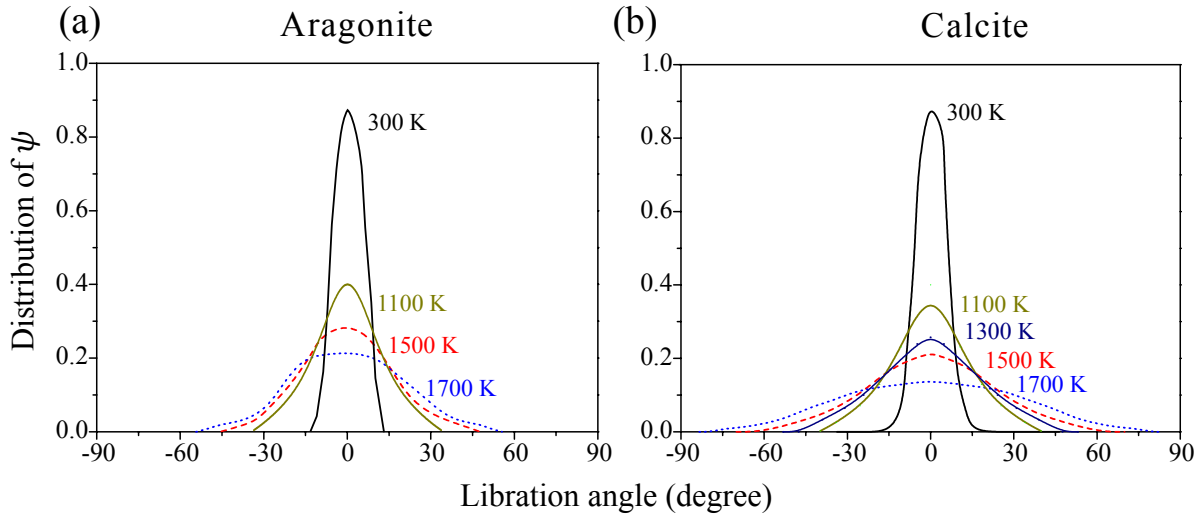 (a) Aragonite
(b) Calcite
Distribution of ψ
1.0
0.8
0.6
0.4
0.2
0.0
300 K
1100 K
1500 K
1700 K
-90 -60 -30 0 30 60 90
1.0
0.8
0.6
0.4
0.2
0.0
300 K
1100 K
1300 K
1500 K
1700 K
-90 -60 -30 0 30 60 90
Libration angle (degree)